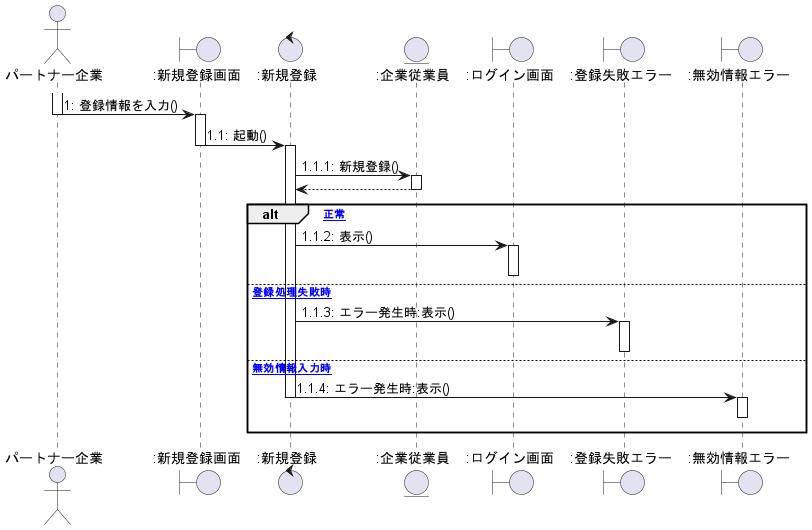 パートナー企業
:新規登録画面
:新規登録
:企業従業員
:ログイン画面
:登録失敗エラー
:無効情報エラー
1: 登録情報を入力()
1.1: 起動()
1.1.1: 新規登録()
alt
正常
1.1.2: 表示()
登録処理失敗時
1.1.3: エラー発生時:表示()
無効情報入力時
1.1.4: エラー発生時:表示()
パートナー企業
:新規登録画面
:新規登録
:企業従業員
:ログイン画面
:登録失敗エラー
:無効情報エラー